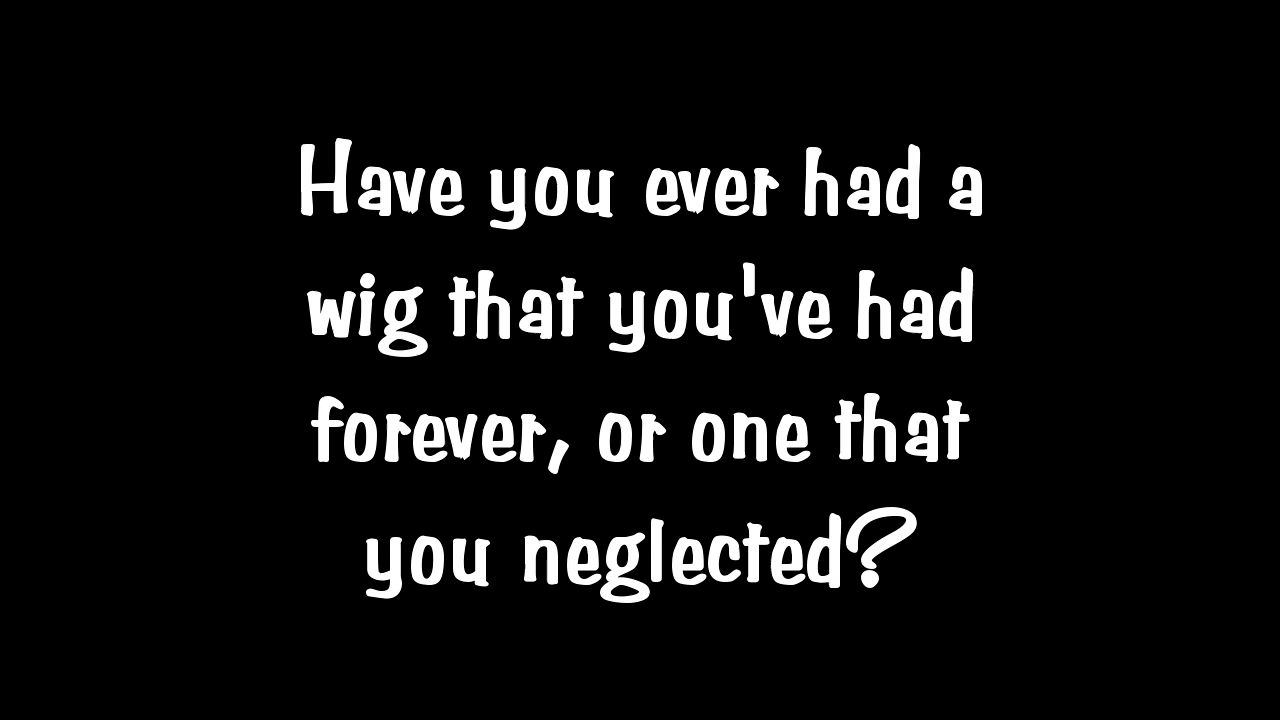 Have you ever had a
wig that you've had
forever, or one that
you neglected?